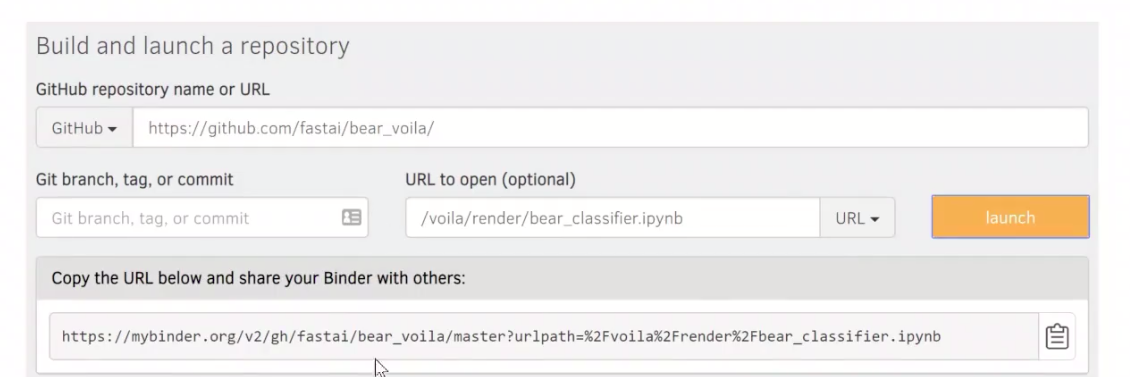 Build and launch a repository
GitHub repository name or URL
GitHub https://github.com/fastai/bear_voila/
Git branch, tag, or commit URL to open (optional)
Git branch, tag, or commit /voila/render/bear_classifier.ipynb URL launch
Copy the URL below and share your Binder with others:
https://mybinder.org/v2/gh/fastai/bear_voila/master?urlpath=%2Fvoila%2Frender%2Fbear_classifier.ipynb